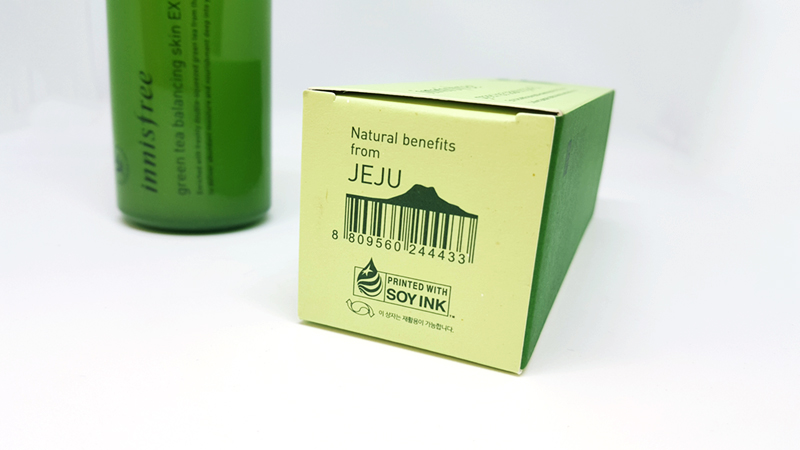 innisfree
green tea balancing skin EX
Natural benefits
from
JEJU
8 809560 244433
PRINTED WITH
SOY INK
TM
이 상자는 재활용이 가능합니다.